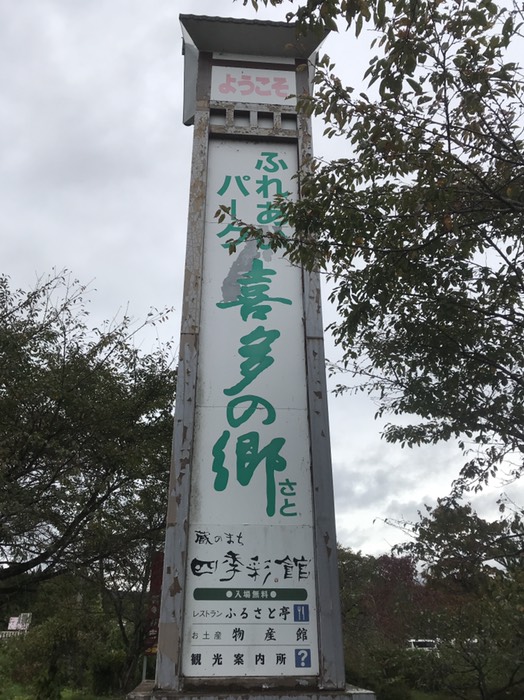 ようこそ
ふれあい
パーク
喜多の郷
さと
蔵のまち
四季彩館
●入場無料●
レストラン ふるさと亭
お土産 物産館
観光案内所 ?